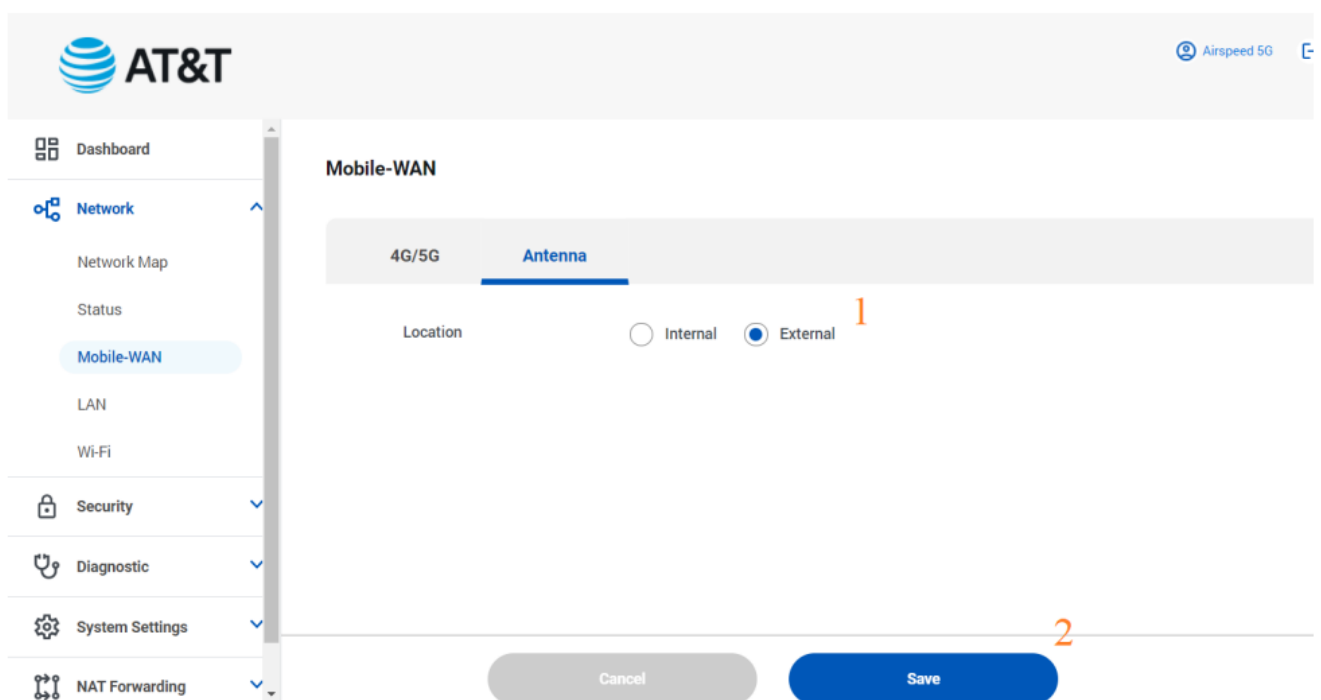 AT&T
Airspeed 5G
Dashboard
Network
Network Map
Status
Mobile-WAN
LAN
Wi-Fi
Security
Diagnostic
System Settings
NAT Forwarding
Mobile-WAN
4G/5G Antenna
Location Internal External 1
2
Cancel Save